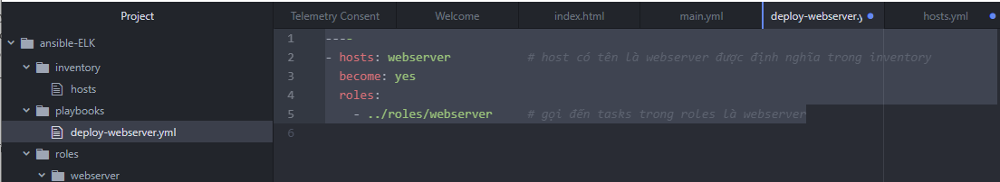 Project
Telemetry Consent
Welcome
index.html
main.yml
deploy-webserver.y
hosts.yml
ansible-ELK
inventory
hosts
playbooks
deploy-webserver.yml
roles
webserver
1 ----
2 - hosts: webserver # host có tên là webserver được định nghĩa trong inventory
3 become: yes
4 roles:
5 - ../roles/webserver # gọi đến tasks trong roles là webserver
6